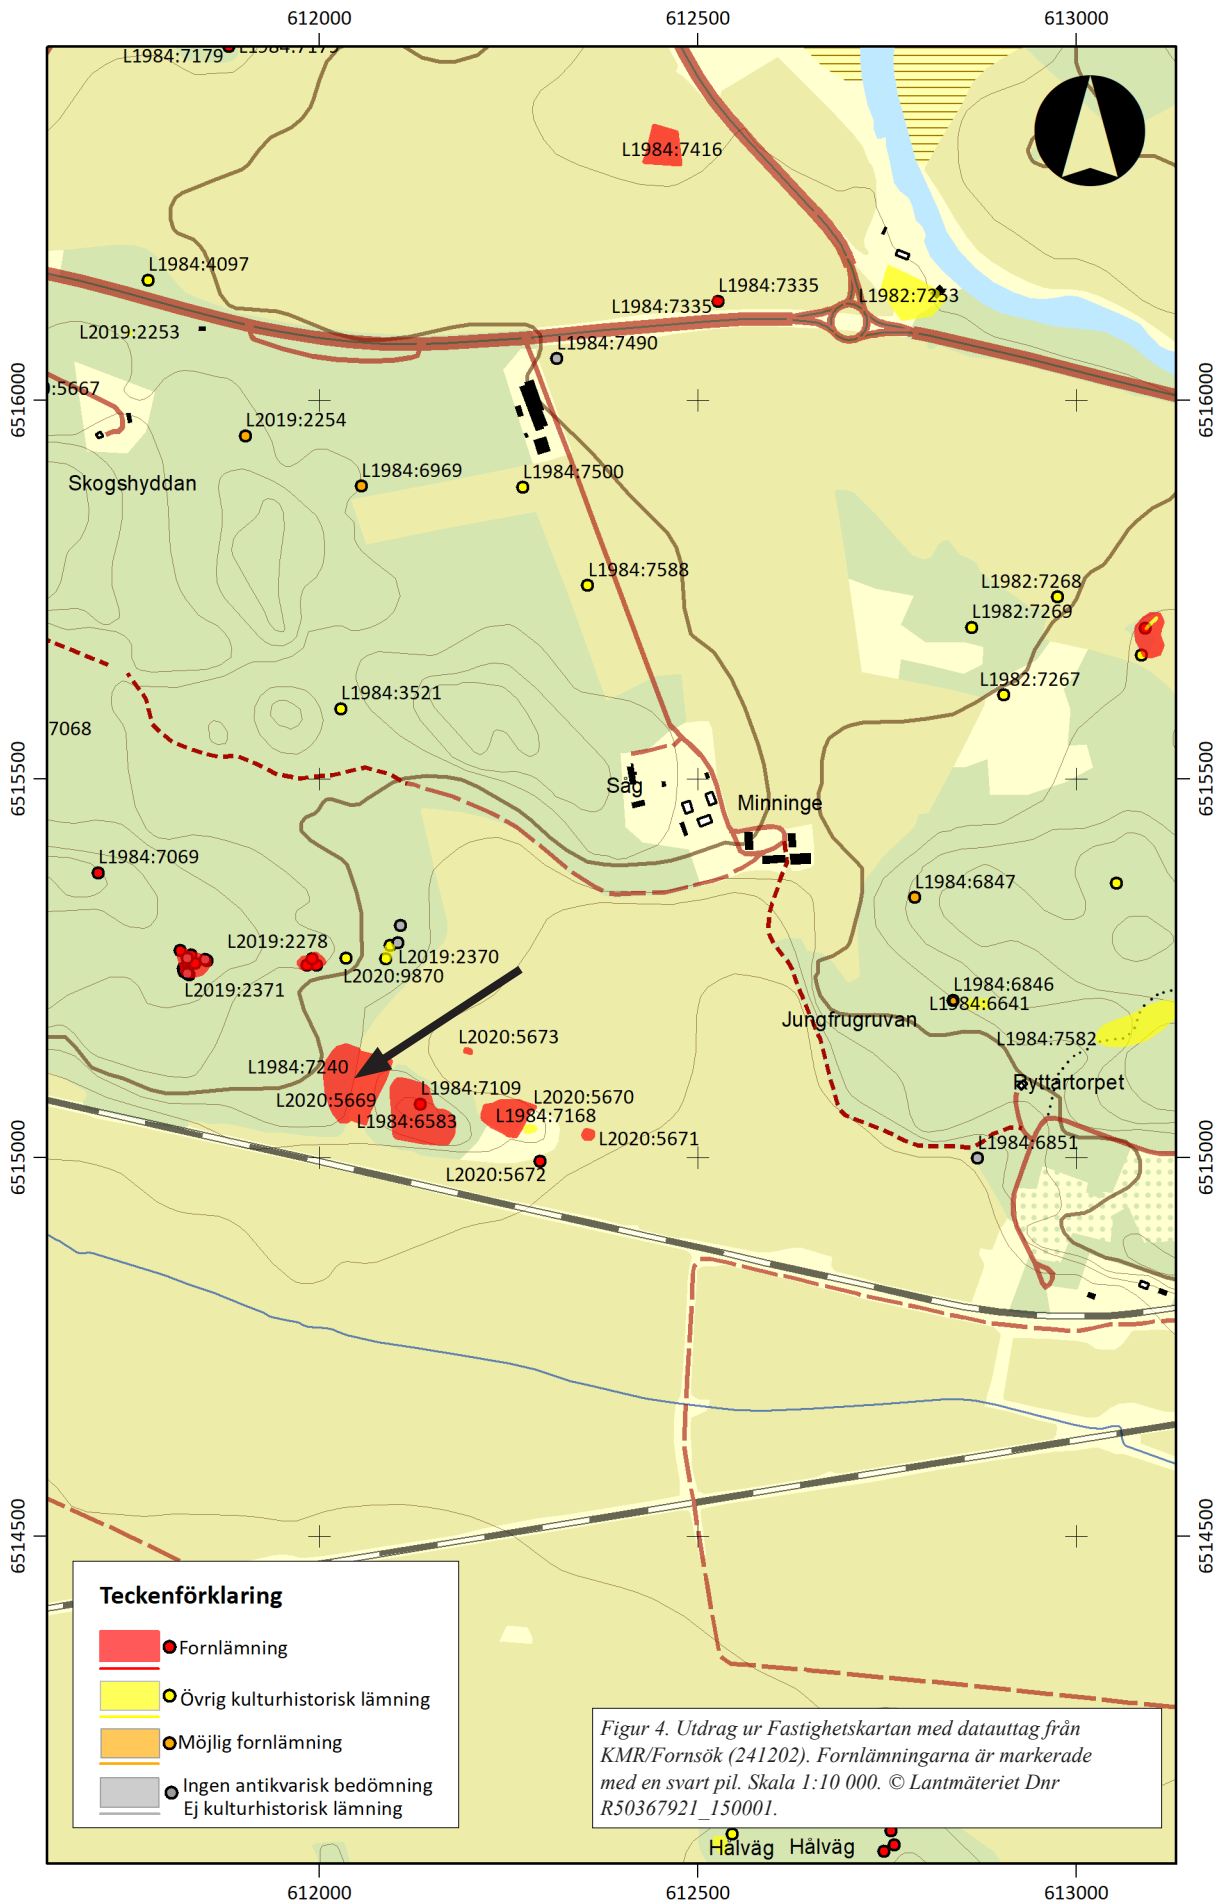 612000
612500
613000
L1984:7179
L1984:7175
L1984:7416
L1984:4097
L1984:7335
L1982:7253
L1984:7335
L2019:2253
L1984:7490
:5667
6516000
6516000
L2019:2254
L1984:6969
L1984:7500
Skogshyddan
L1984:7588
L1982:7268
L1982:7269
L1982:7267
L1984:3521
7068
6515500
6515500
Såg
Minninge
L1984:7069
L1984:6847
L2019:2278
L2019:2370
L2020:9870
L2019:2371
L1984:6846
L1984:6641
Jungfrugruvan
L1984:7582
L2020:5673
L1984:7240
Ryttartorpet
L1984:7109
L2020:5670
L2020:5669
L1984:7168
L1984:6583
L2020:5671
L1984:6851
6515000
6515000
L2020:5672
6514500
6514500
Teckenförklaring
Fornlämning
Övrig kulturhistorisk lämning
Möjlig fornlämning
Ingen antikvarisk bedömning
Ej kulturhistorisk lämning
Figur 4. Utdrag ur Fastighetskartan med datauttag från
KMR/Fornsök (241202). Fornlämningarna är markerade
med en svart pil. Skala 1:10 000. © Lantmäteriet Dnr
R50367921_150001.
Hålväg
Hålväg
612000
612500
613000